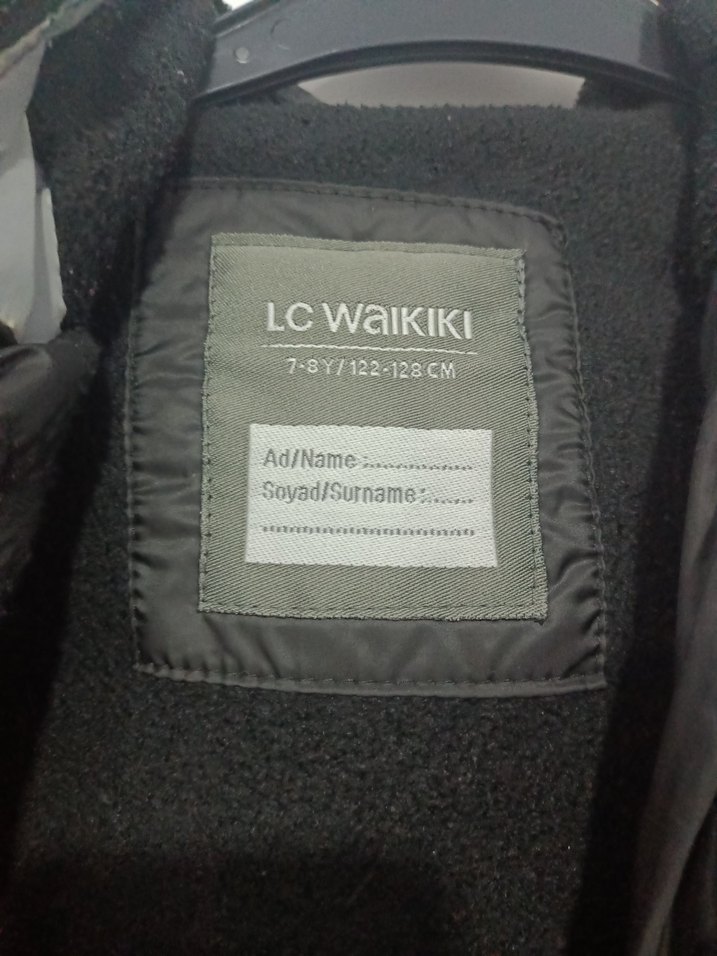 LC WAIKIKI
7-8 Y / 122-128 CM
Ad/Name :..................
Soyad/Surname :........
.....................................